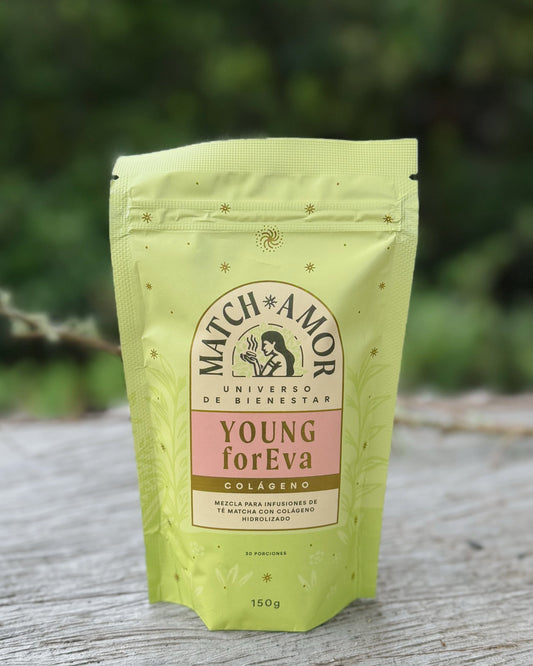 MATCH AMOR
UNIVERSO
DE BIENESTAR
YOUNG
forEva
COLÁGENO
MEZCLA PARA INFUSIONES DE
TÉ MATCHA CON COLÁGENO
HIDROLIZADO
30 PORCIONES
150g